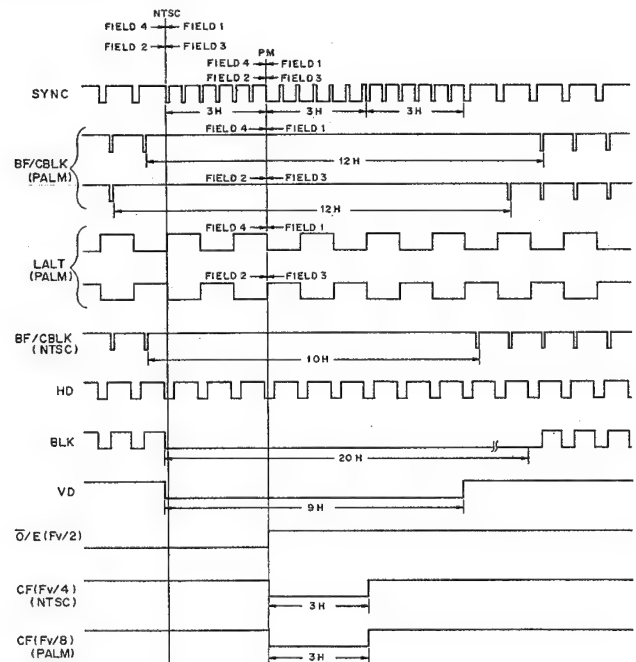 NTSC
FIELD 4 FIELD 1
FIELD 2 FIELD 3
PM
FIELD 4 FIELD 1
FIELD 2 FIELD 3
SYNC
3H 3H 3H
FIELD 4 FIELD 1
BF/CBLK
(PALM)
12H
FIELD 2 FIELD 3
12H
FIELD 4 FIELD 1
LALT
(PALM)
FIELD 2 FIELD 3
BF/CBLK
(NTSC)
10H
HD
BLK
20H
VD
9H
O̅/E (Fv/2)
CF(Fv/4)
(NTSC)
3H
CF(Fv/8)
(PALM)
3H